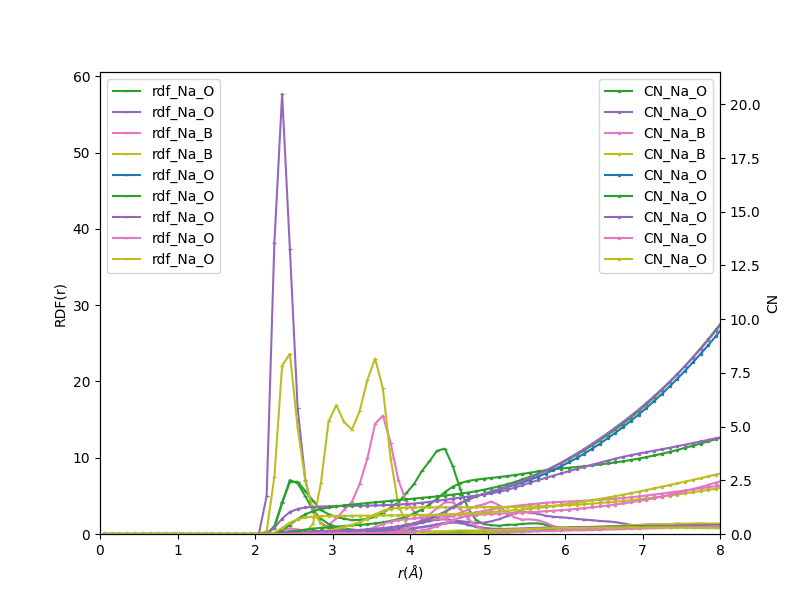 60
50
40
30
20
10
0
RDF(r)
rdf_Na_O
rdf_Na_O
rdf_Na_B
rdf_Na_B
rdf_Na_O
rdf_Na_O
rdf_Na_O
rdf_Na_O
rdf_Na_O
CN_Na_O
CN_Na_O
CN_Na_B
CN_Na_B
CN_Na_O
CN_Na_O
CN_Na_O
CN_Na_O
CN_Na_O
20.0
17.5
15.0
12.5
10.0
7.5
5.0
2.5
0.0
CN
0 1 2 3 4 5 6 7 8
r(Å)